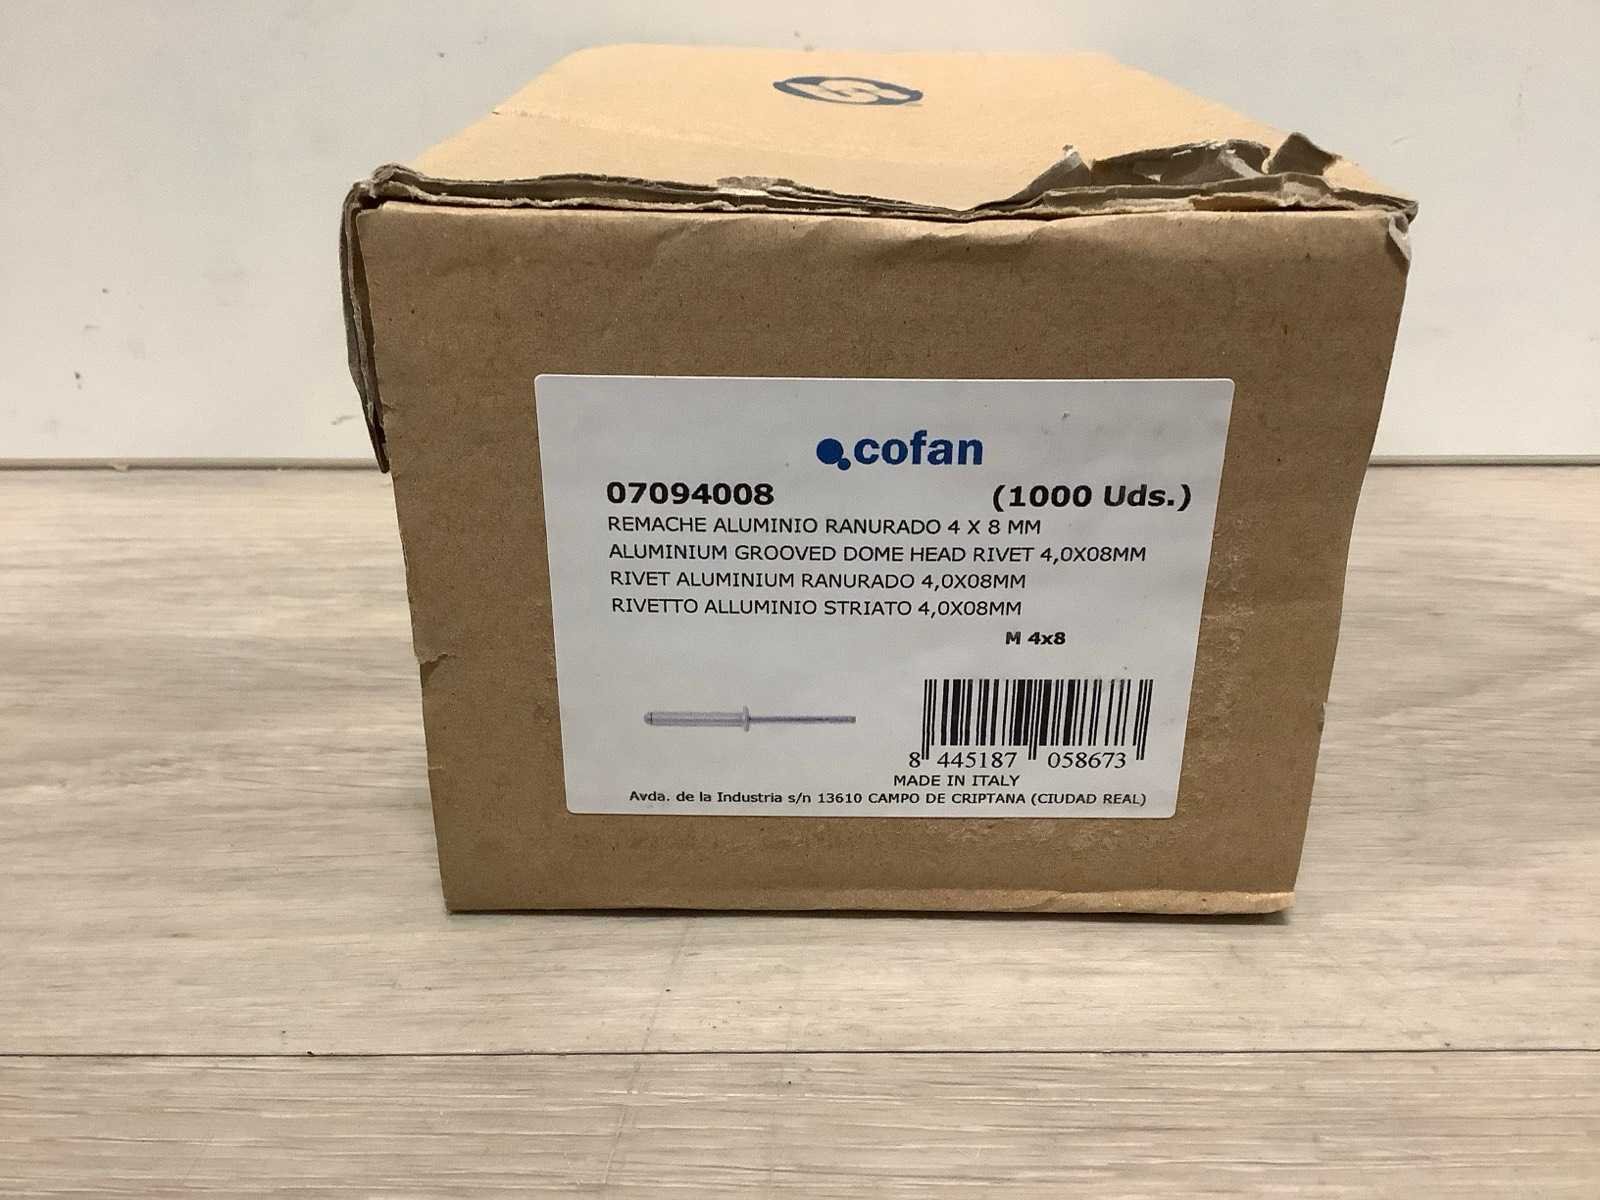 cofan
07094008 (1000 Uds.)
REMACHE ALUMINIO RANURADO 4 X 8 MM
ALUMINIUM GROOVED DOME HEAD RIVET 4,0X08MM
RIVET ALUMINIUM RANURADO 4,0X08MM
RIVETTO ALLUMINIO STRIATO 4,0X08MM
M 4x8
8 445187 058673
MADE IN ITALY
Avda. de la Industria s/n 13610 CAMPO DE CRIPTANA (CIUDAD REAL)